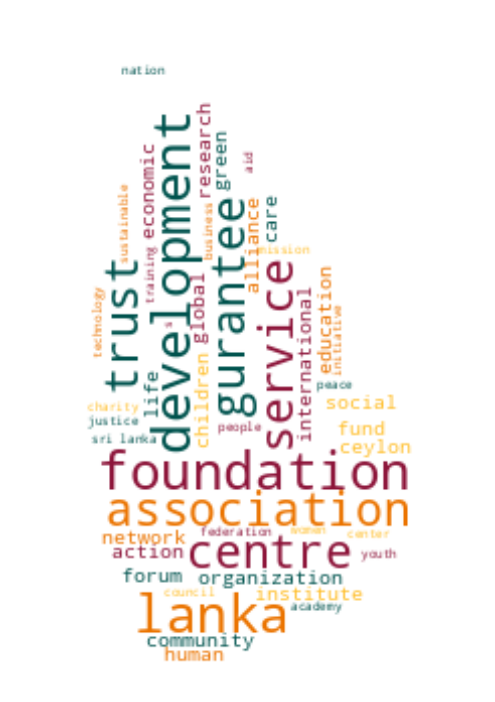 nation
development
research
green
aid
economic
sustainable
business
alliance
care
gurantee
mission
training
trust
service
s
global
education
technology
international
initiative
children
life
peace
charity
social
justice
people
fund
sri lanka
ceylon
foundation
association
federation
women
center
network
centre
action
youth
forum
organization
council
institute
lanka
academy
community
human